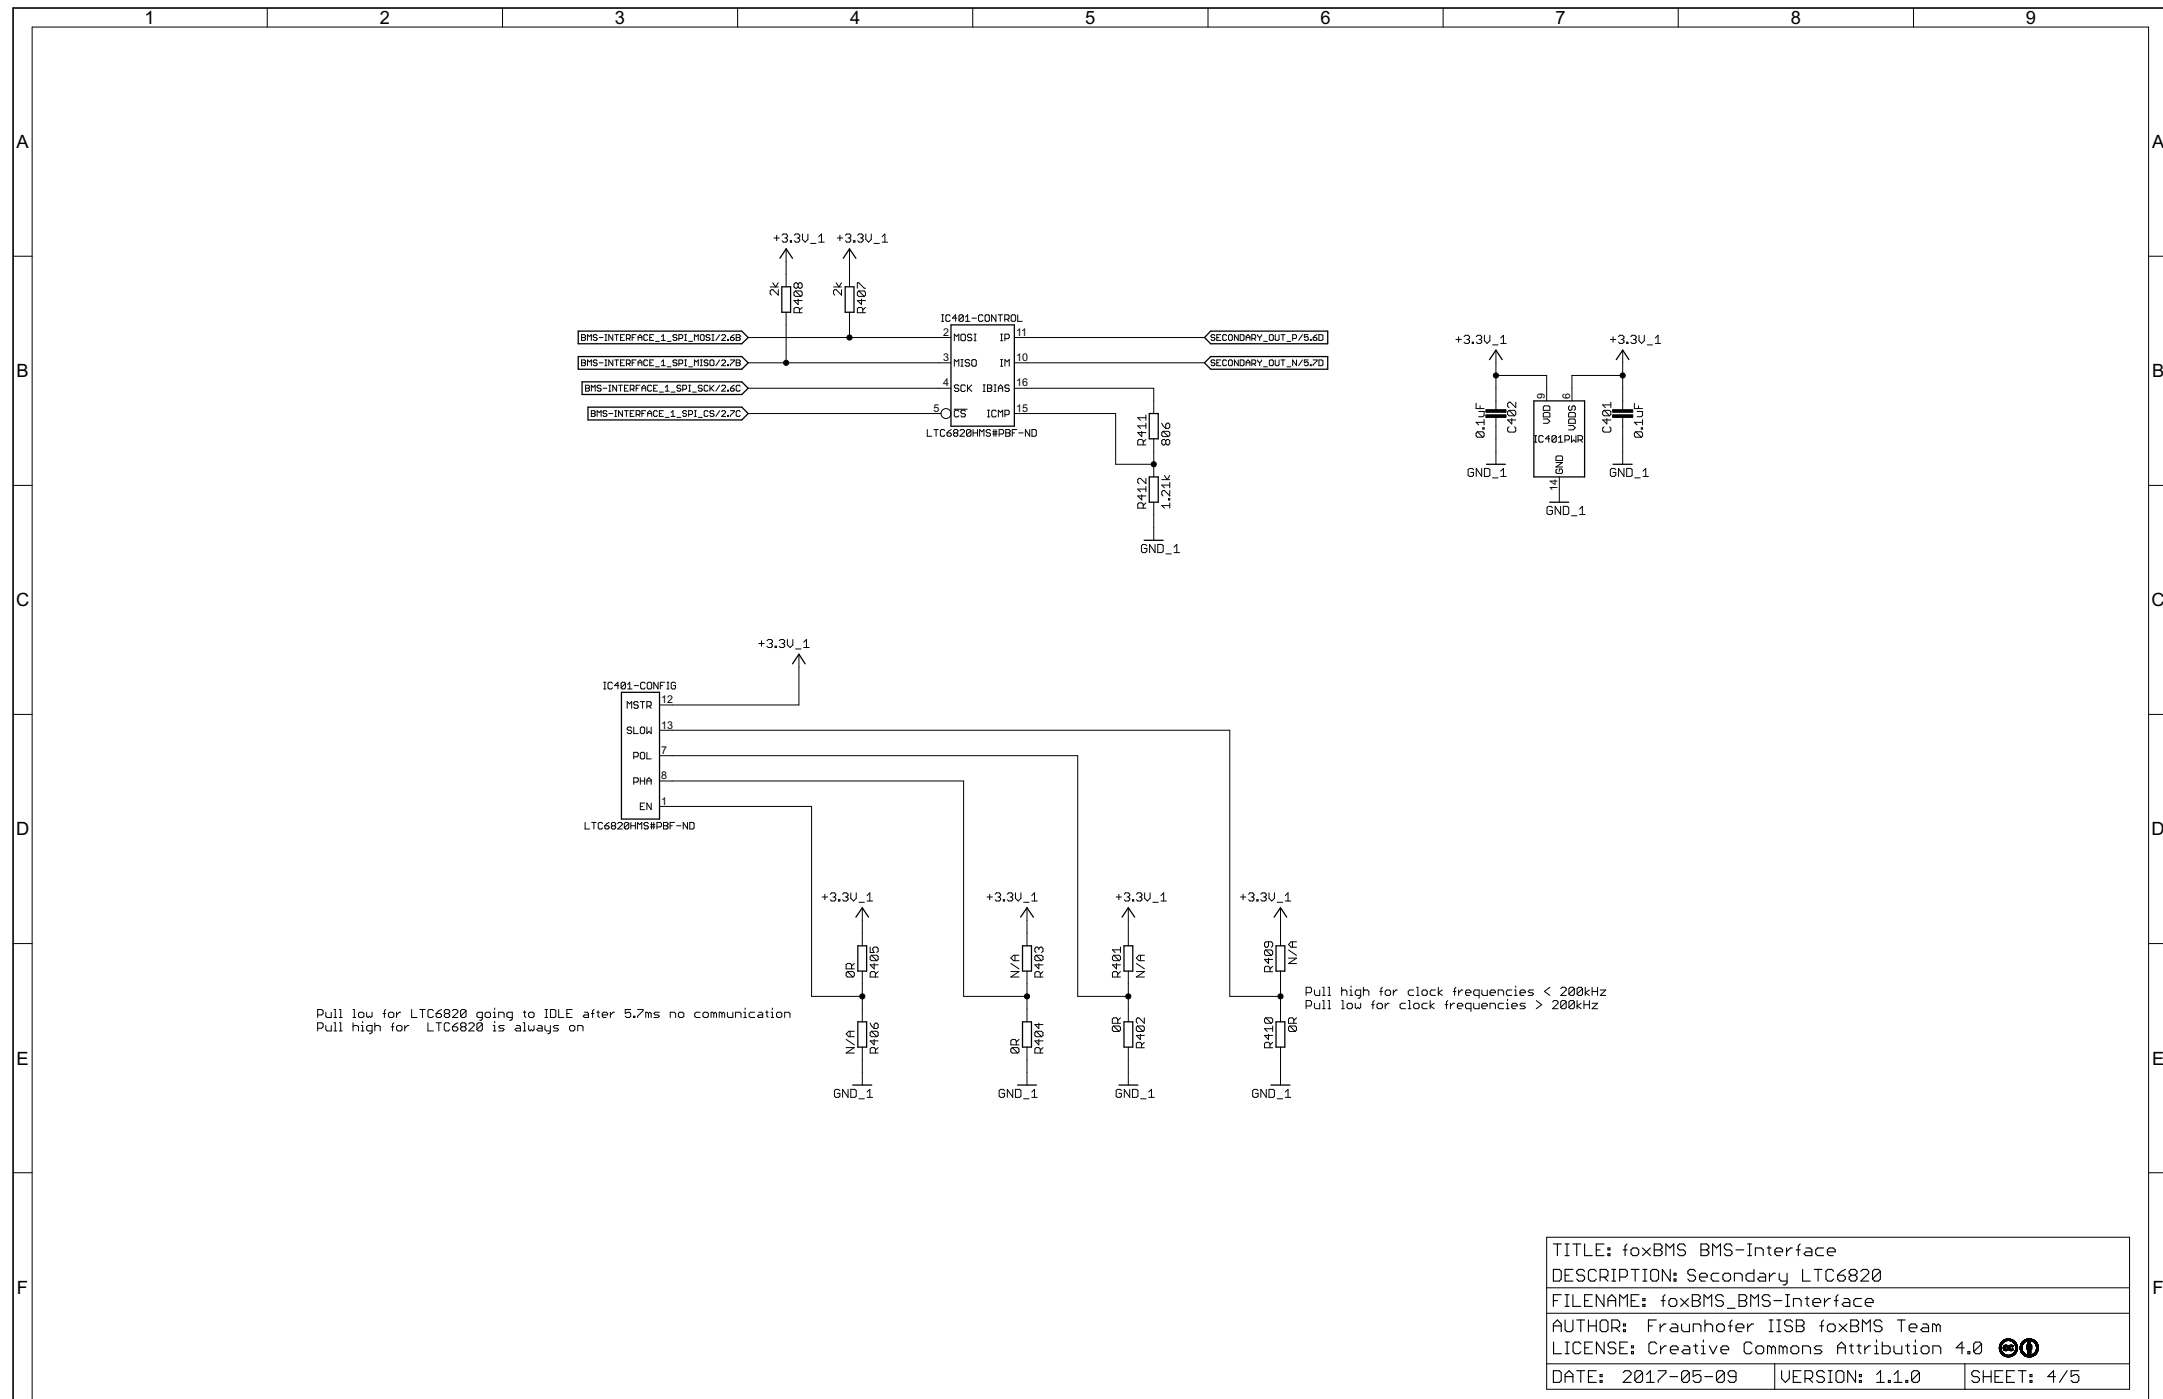 1 2 3 4 5 6 7 8 9
A A
+3.3V_1 +3.3V_1
2k R408 2k R407
IC401-CONTROL
BMS-INTERFACE_1_SPI_MOSI/2.6B 2 MOSI IP 11 SECONDARY_OUT_P/5.6D
BMS-INTERFACE_1_SPI_MISO/2.7B 3 MISO IM 10 SECONDARY_OUT_N/5.7D
BMS-INTERFACE_1_SPI_SCK/2.6C 4 SCK IBIAS 16
BMS-INTERFACE_1_SPI_CS/2.7C 5 CS ICMP 15
LTC6820HMS#PBF-ND
R411 806
R412 1.21k
GND_1
+3.3V_1 +3.3V_1
B B
9 6
VDD VDDS
0.1uF C402 C401 0.1uF
IC401PWR
GND_1 GND GND_1
14
GND_1
C C
+3.3V_1
IC401-CONFIG
MSTR 12
SLOW 13
POL 7
PHA 8
EN 1
LTC6820HMS#PBF-ND
D D
+3.3V_1 +3.3V_1 +3.3V_1 +3.3V_1
0R R405 N/A R403 R401 N/A R409 N/A
Pull high for clock frequencies < 200kHz
Pull low for clock frequencies > 200kHz
Pull low for LTC6820 going to IDLE after 5.7ms no communication
Pull high for  LTC6820 is always on
N/A R406 0R R404 0R R402 R410 0R
E E
GND_1 GND_1 GND_1 GND_1
F F
TITLE: foxBMS BMS-Interface
DESCRIPTION: Secondary LTC6820
FILENAME: foxBMS_BMS-Interface
AUTHOR: Fraunhofer IISB foxBMS Team
LICENSE: Creative Commons Attribution 4.0 cc
DATE: 2017-05-09 VERSION: 1.1.0 SHEET: 4/5